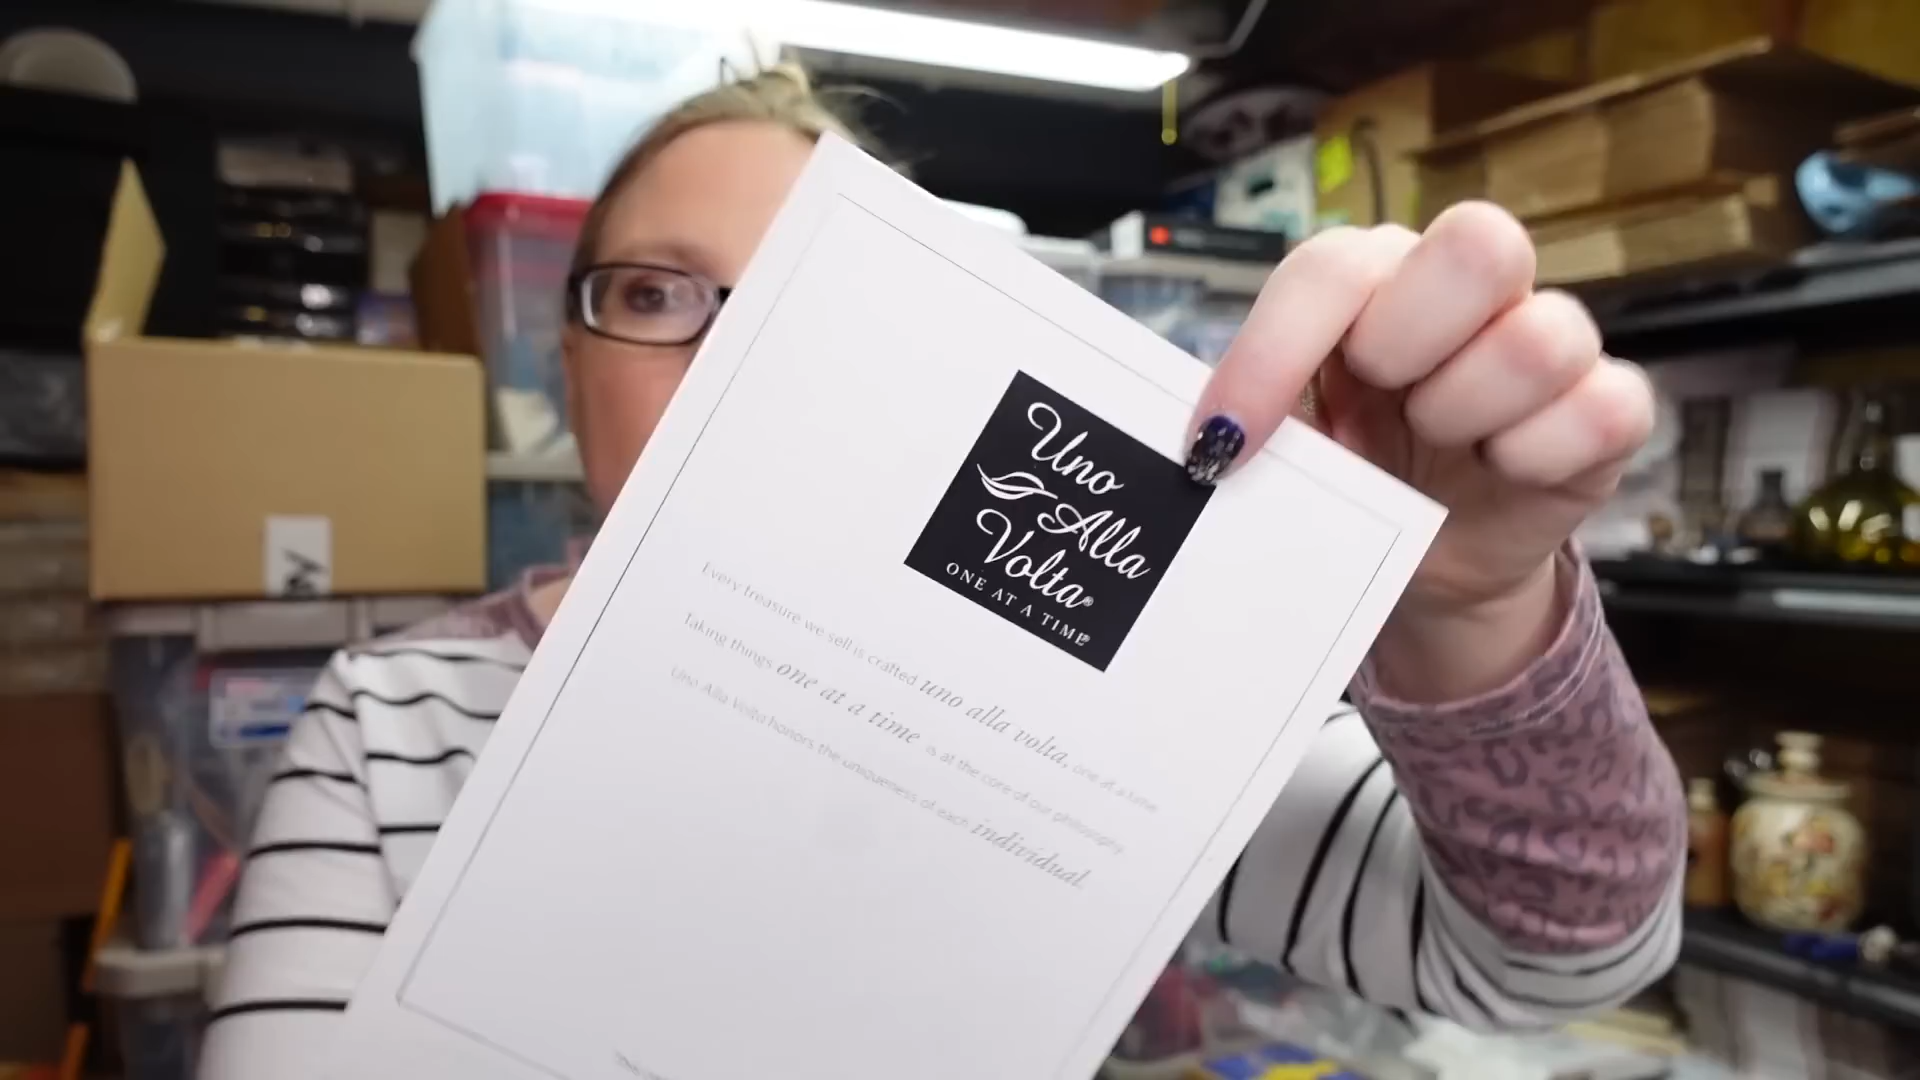 Uno
Alla
Volta®
ONE AT A TIME®
Every treasure we sell is crafted uno alla volta, one at a time.
Taking things one at a time is at the core of our philosophy.
Uno Alla Volta honors the uniqueness of each individual.